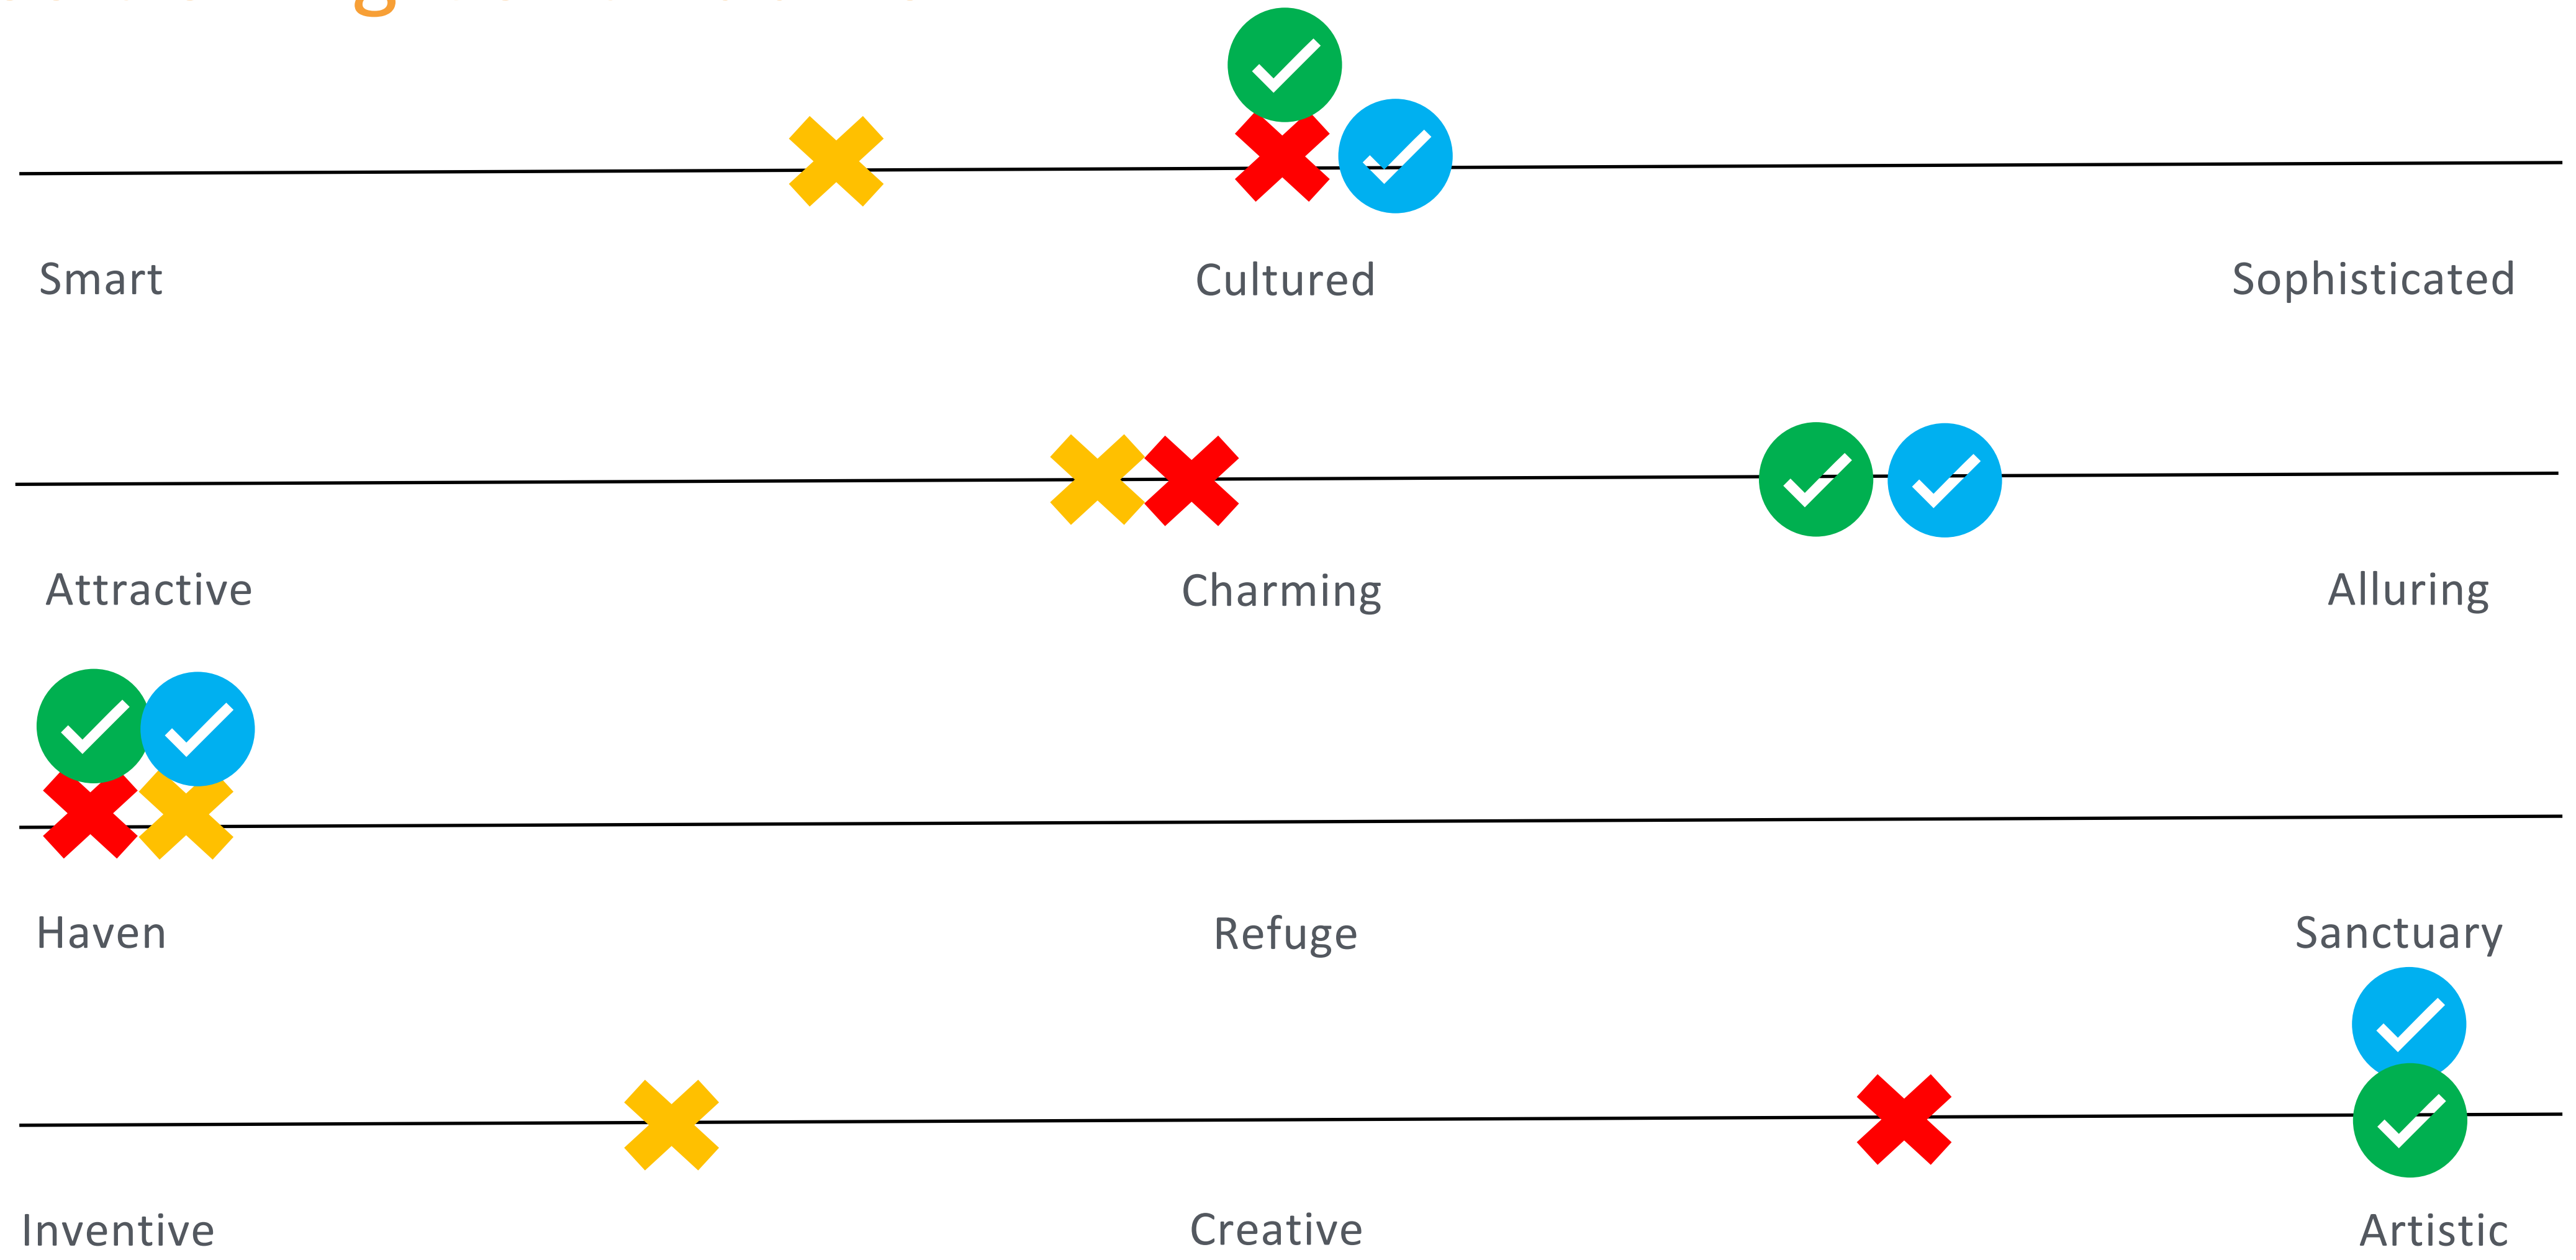 Smart Cultured Sophisticated
Attractive Charming Alluring
Haven Refuge Sanctuary
Inventive Creative Artistic